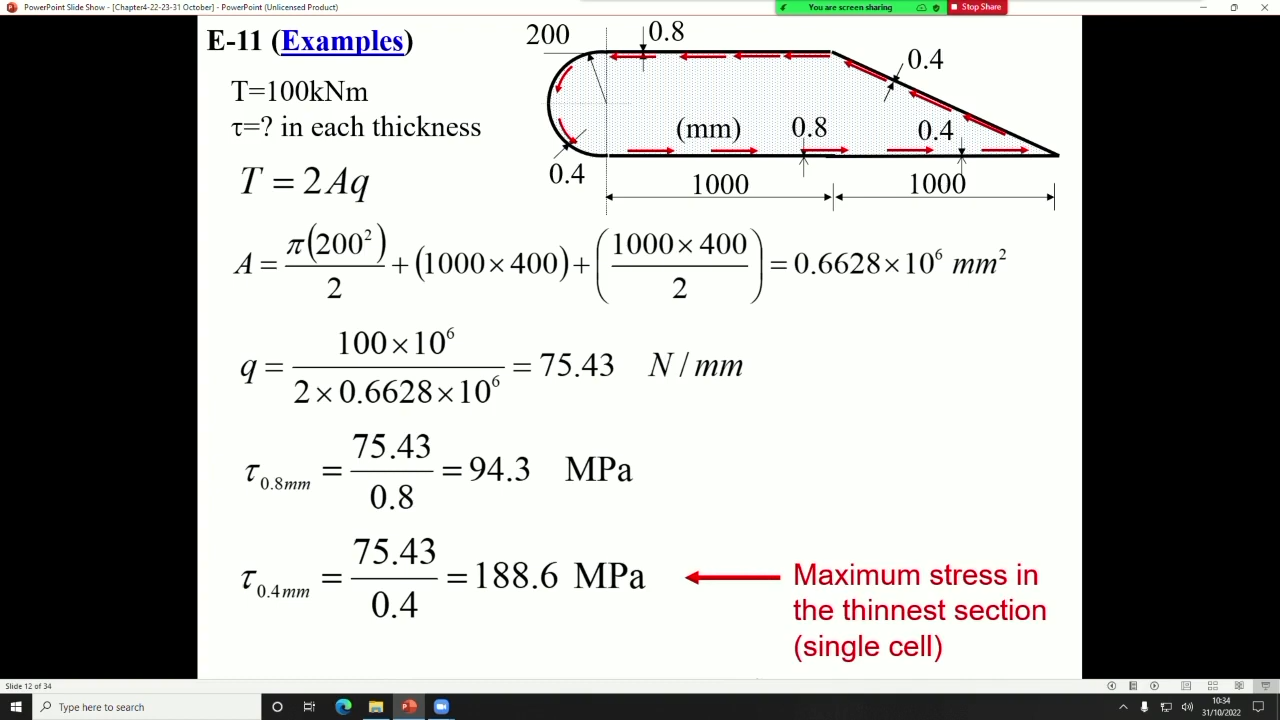 PowerPoint Slide Show - [Chapter4-22-23-31 October] - PowerPoint (Unlicensed Product)
You are screen sharing
Stop Share
E-11 (Examples)
T=100kNm
τ=? in each thickness
T = 2Aq
200
0.8
0.4
(mm)
0.8
0.4
0.4
1000
1000
A = π(200²)/2 + (1000×400) + (1000×400/2) = 0.6628×10⁶ mm²
q = 100×10⁶ / 2×0.6628×10⁶ = 75.43 N/mm
τ0.8mm = 75.43/0.8 = 94.3 MPa
τ0.4mm = 75.43/0.4 = 188.6 MPa
Maximum stress in
the thinnest section
(single cell)
Slide 12 of 34
Type here to search
10:34
31/10/2022